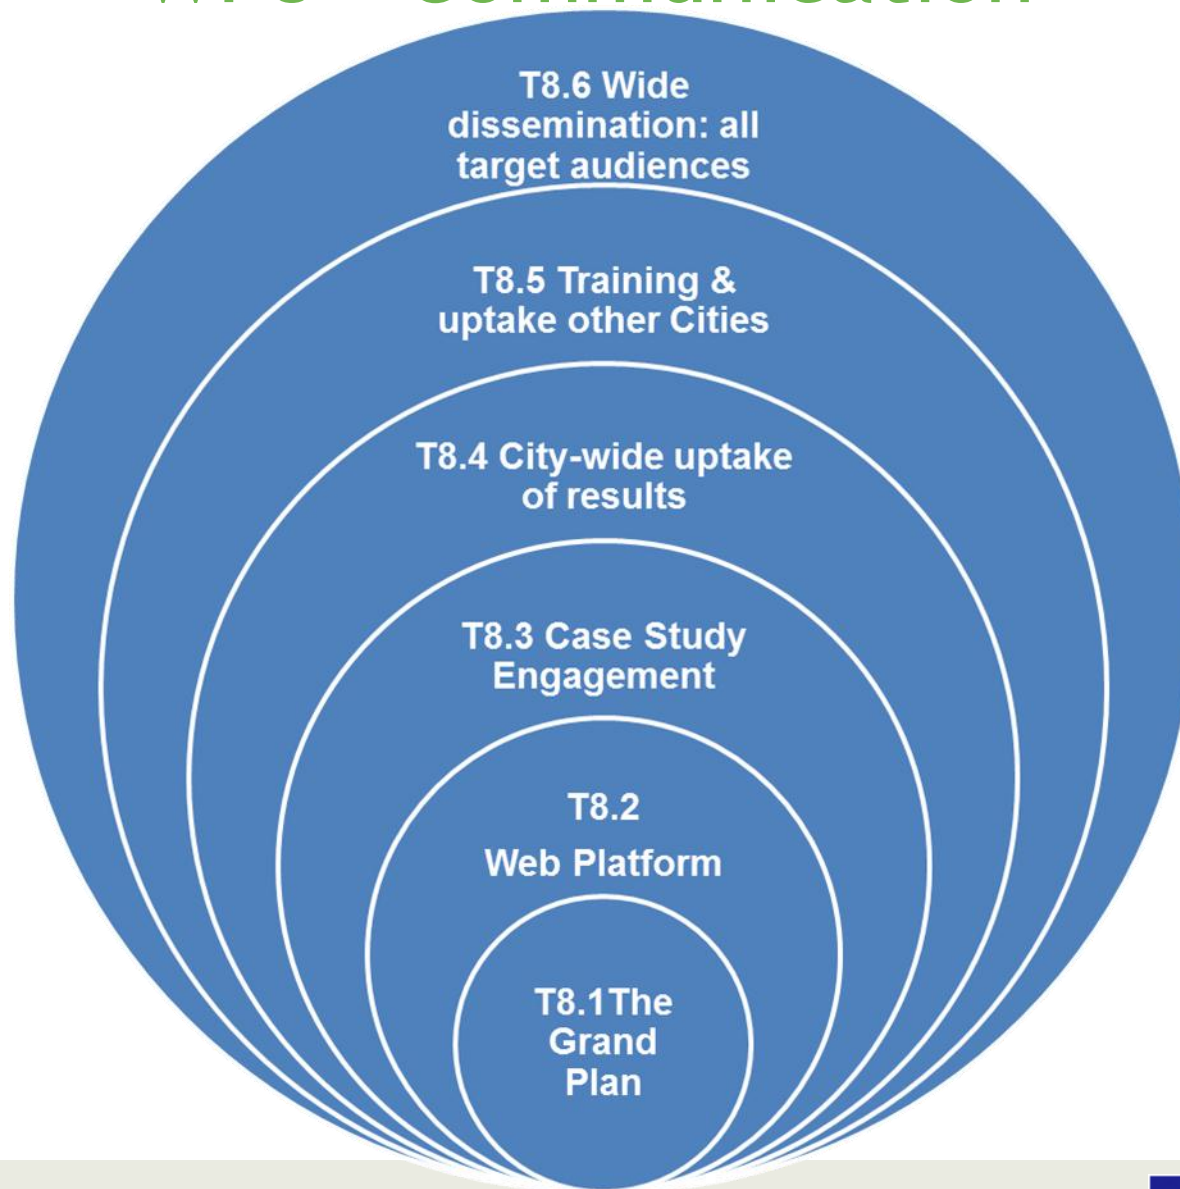 Communication
T8.6 Wide
dissemination: all
target audiences
T8.5 Training &
uptake other Cities
T8.4 City-wide uptake
of results
T8.3 Case Study
Engagement
T8.2
Web Platform
T8.1The
Grand
Plan